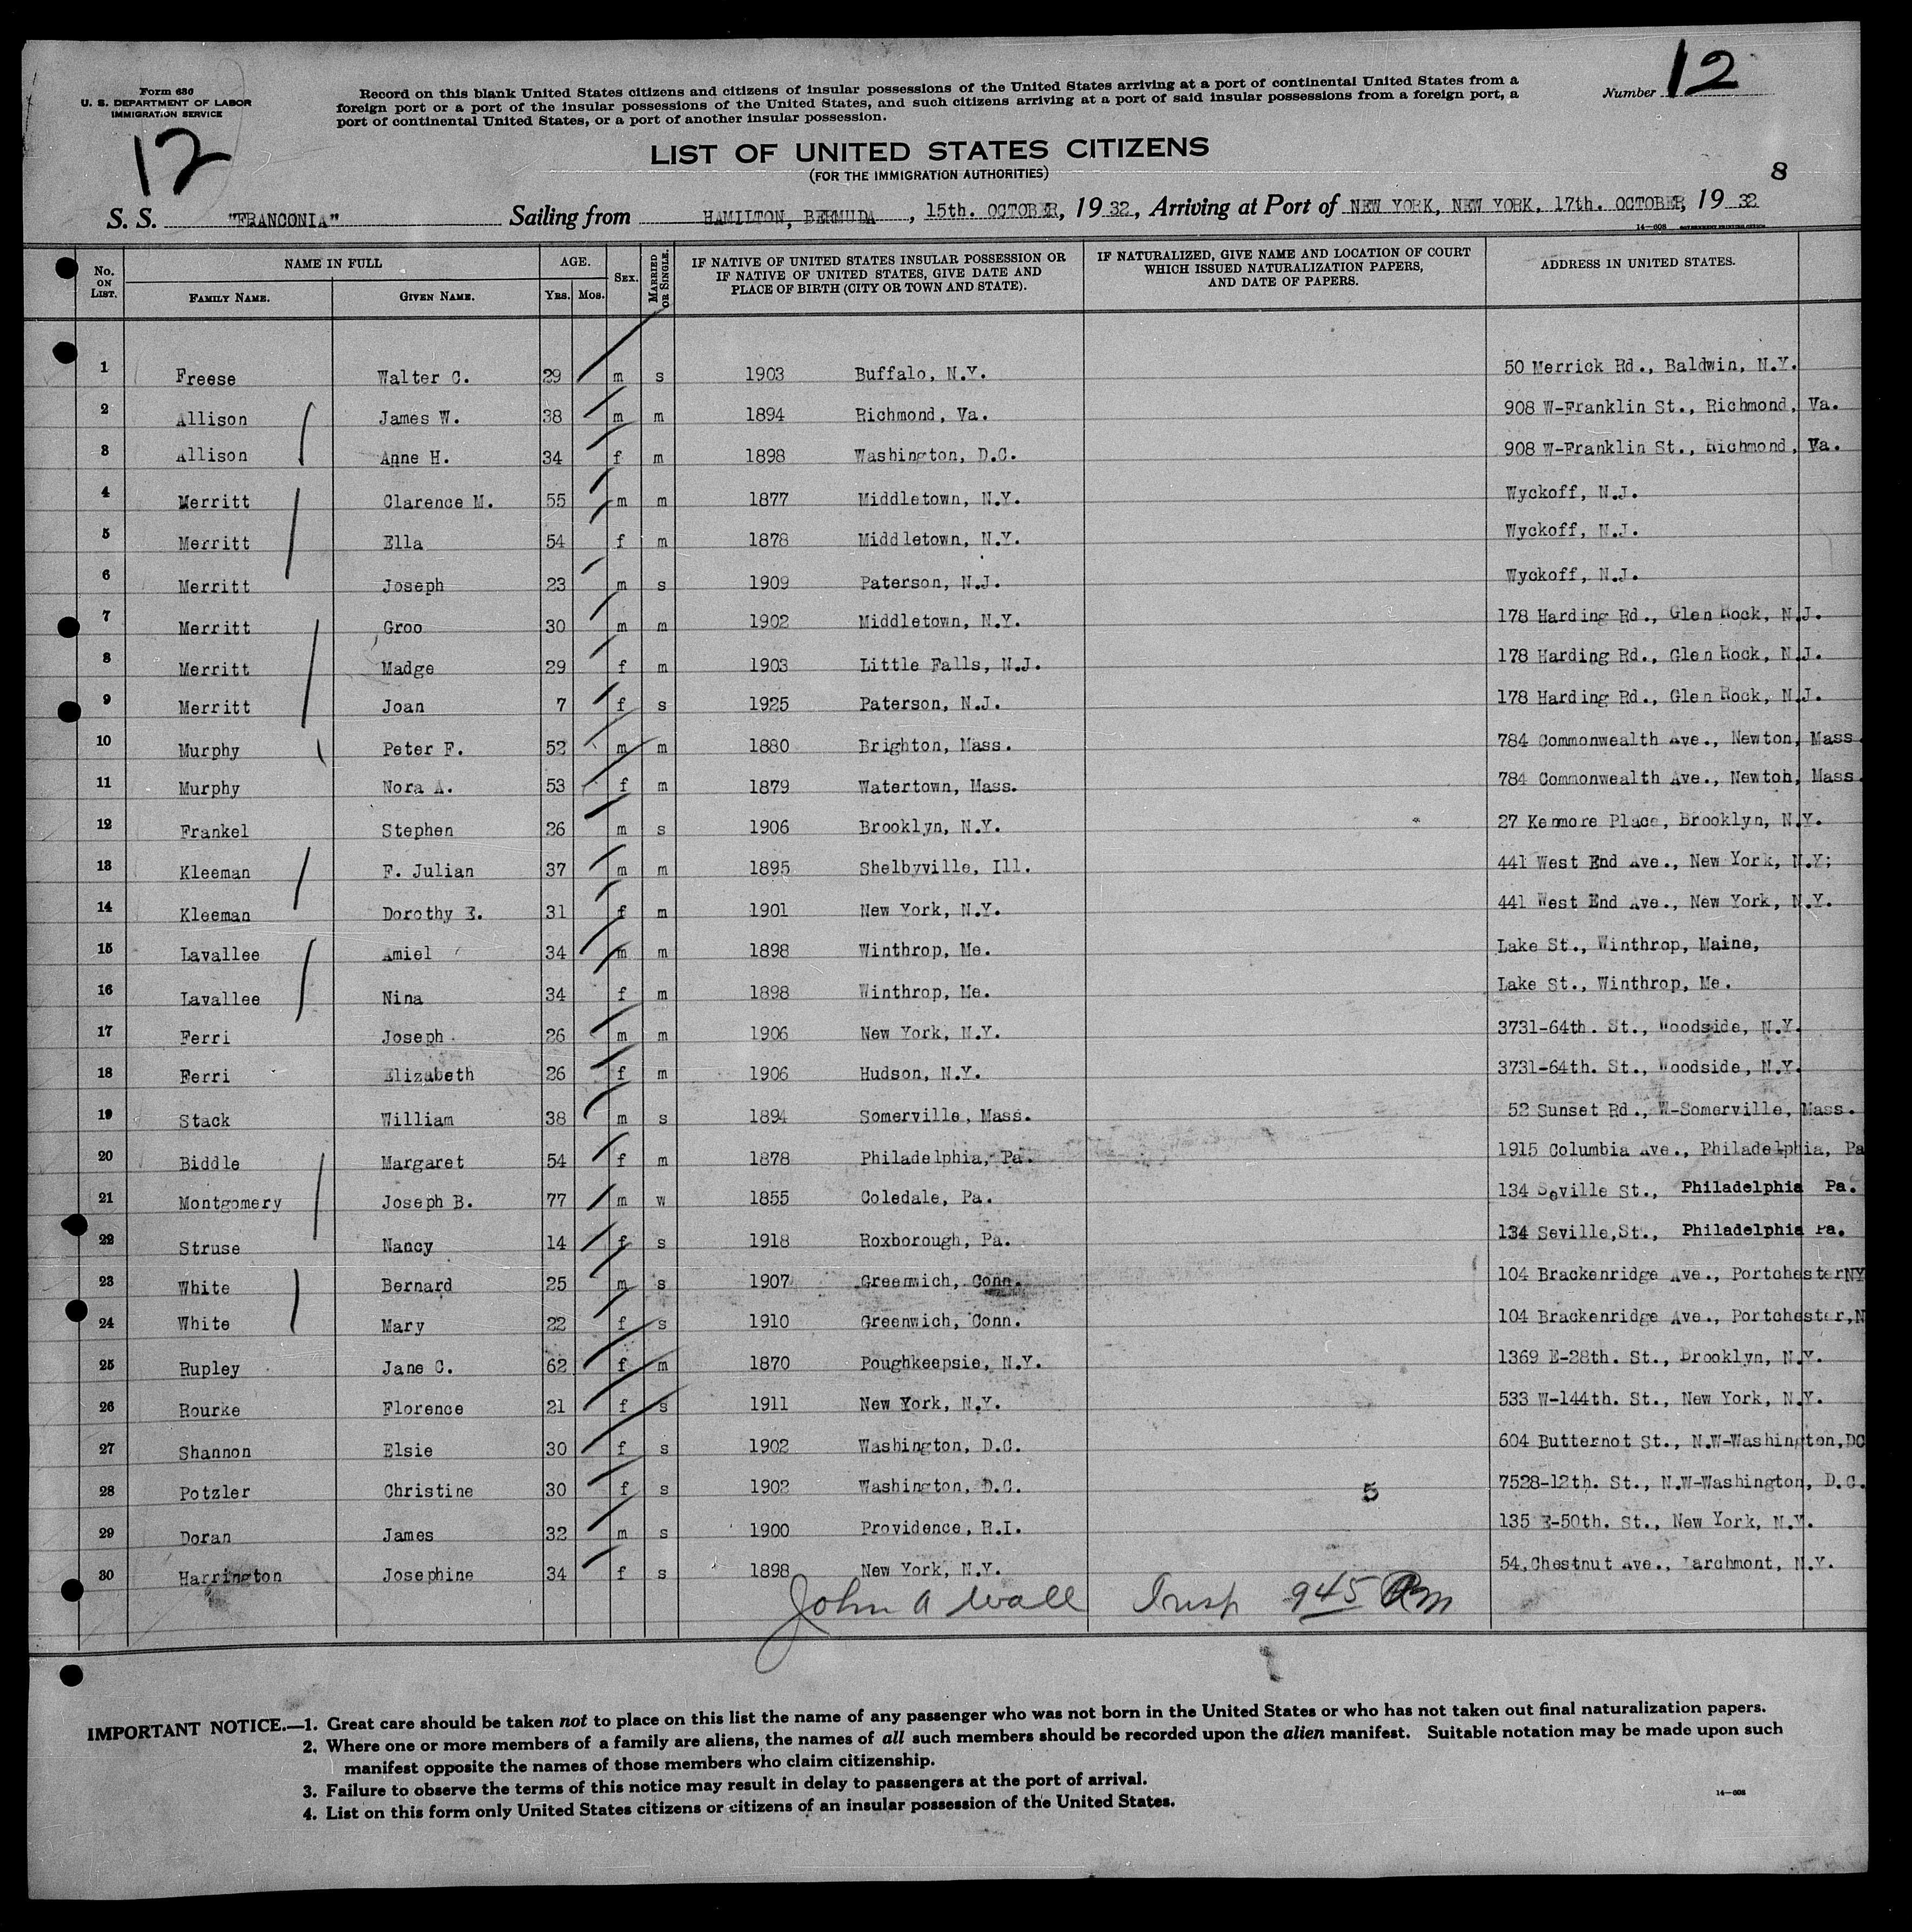 Form 630
U. S. DEPARTMENT OF LABOR
IMMIGRATION SERVICE
12
Record on this blank United States citizens and citizens of insular possessions of the United States arriving at a port of continental United States from a
foreign port or a port of the insular possessions of the United States, and such citizens arriving at a port of said insular possessions from a foreign port, a
port of continental United States, or a port of another insular possession.
Number 12
LIST OF UNITED STATES CITIZENS
(FOR THE IMMIGRATION AUTHORITIES)
8
S. S. "FRANCONIA" Sailing from HAMILTON, BERMUDA, 15th. OCTOBER, 1932, Arriving at Port of NEW YORK, NEW YORK, 17th. OCTOBER, 1932
14—608 GOVERNMENT PRINTING OFFICE
No. ON LIST. NAME IN FULL FAMILY NAME. GIVEN NAME. AGE. YRS. MOS. SEX. MARRIED OR SINGLE. IF NATIVE OF UNITED STATES INSULAR POSSESSION OR IF NATIVE OF UNITED STATES, GIVE DATE AND PLACE OF BIRTH (CITY OR TOWN AND STATE). IF NATURALIZED, GIVE NAME AND LOCATION OF COURT WHICH ISSUED NATURALIZATION PAPERS, AND DATE OF PAPERS. ADDRESS IN UNITED STATES.
1 Freese Walter C. 29 m s 1903 Buffalo, N.Y. 50 Merrick Rd., Baldwin, N.Y.
2 Allison James W. 38 m m 1894 Richmond, Va. 908 W-Franklin St., Richmond, Va.
3 Allison Anne H. 34 f m 1898 Washington, D.C. 908 W-Franklin St., Richmond, Va.
4 Merritt Clarence M. 55 m m 1877 Middletown, N.Y. Wyckoff, N.J.
5 Merritt Ella 54 f m 1878 Middletown, N.Y. Wyckoff, N.J.
6 Merritt Joseph 23 m s 1909 Paterson, N.J. Wyckoff, N.J.
7 Merritt Groo 30 m m 1902 Middletown, N.Y. 178 Harding Rd., Glen Rock, N.J.
8 Merritt Madge 29 f m 1903 Little Falls, N.J. 178 Harding Rd., Glen Rock, N.J.
9 Merritt Joan 7 f s 1925 Paterson, N.J. 178 Harding Rd., Glen Rock, N.J.
10 Murphy Peter F. 52 m m 1880 Brighton, Mass. 784 Commonwealth Ave., Newton, Mass.
11 Murphy Nora A. 53 f m 1879 Watertown, Mass. 784 Commonwealth Ave., Newton, Mass.
12 Frankel Stephen 26 m s 1906 Brooklyn, N.Y. 27 Kenmore Place, Brooklyn, N.Y.
13 Kleeman F. Julian 37 m m 1895 Shelbyville, Ill. 441 West End Ave., New York, N.Y;
14 Kleeman Dorothy E. 31 f m 1901 New York, N.Y. 441 West End Ave., New York, N.Y.
15 Lavallee Amiel 34 m m 1898 Winthrop, Me. Lake St., Winthrop, Maine,
16 Lavallee Nina 34 f m 1898 Winthrop, Me. Lake St., Winthrop, Me.
17 Ferri Joseph 26 m m 1906 New York, N.Y. 3731-64th. St., Woodside, N.Y.
18 Ferri Elizabeth 26 f m 1906 Hudson, N.Y. 3731-64th. St., Woodside, N.Y.
19 Stack William 38 m s 1894 Somerville, Mass. 52 Sunset Rd., W-Somerville, Mass.
20 Biddle Margaret 54 f m 1878 Philadelphia, Pa. 1915 Columbia Ave., Philadelphia, Pa
21 Montgomery Joseph B. 77 m w 1855 Coledale, Pa. 134 Seville St., Philadelphia Pa.
22 Struse Nancy 14 f s 1918 Roxborough, Pa. 134 Seville,St., Philadelphia Pa.
23 White Bernard 25 m s 1907 Greenwich, Conn. 104 Brackenridge Ave., PortchesterNY
24 White Mary 22 f s 1910 Greenwich, Conn. 104 Brackenridge Ave., Portchester,N
25 Rupley Jane C. 62 f m 1870 Poughkeepsie, N.Y. 1369 E-28th. St., Brooklyn, N.Y.
26 Rourke Florence 21 f s 1911 New York, N.Y. 533 W-144th. St., New York, N.Y.
27 Shannon Elsie 30 f s 1902 Washington, D.C. 604 Butternot St., N.W-Washington,DC
28 Potzler Christine 30 f s 1902 Washington, D.C. 5 7528-12th. St., N.W-Washington, D.C.
29 Doran James 32 m s 1900 Providence, R.I. 135 E-50th. St., New York, N.Y.
30 Harrington Josephine 34 f s 1898 New York, N.Y. 54,Chestnut Ave., Larchmont, N.Y.
John A Wall Insp 945 am
IMPORTANT NOTICE.—1. Great care should be taken not to place on this list the name of any passenger who was not born in the United States or who has not taken out final naturalization papers.
2. Where one or more members of a family are aliens, the names of all such members should be recorded upon the alien manifest. Suitable notation may be made upon such
manifest opposite the names of those members who claim citizenship.
3. Failure to observe the terms of this notice may result in delay to passengers at the port of arrival.
4. List on this form only United States citizens or citizens of an insular possession of the United States.
14—608